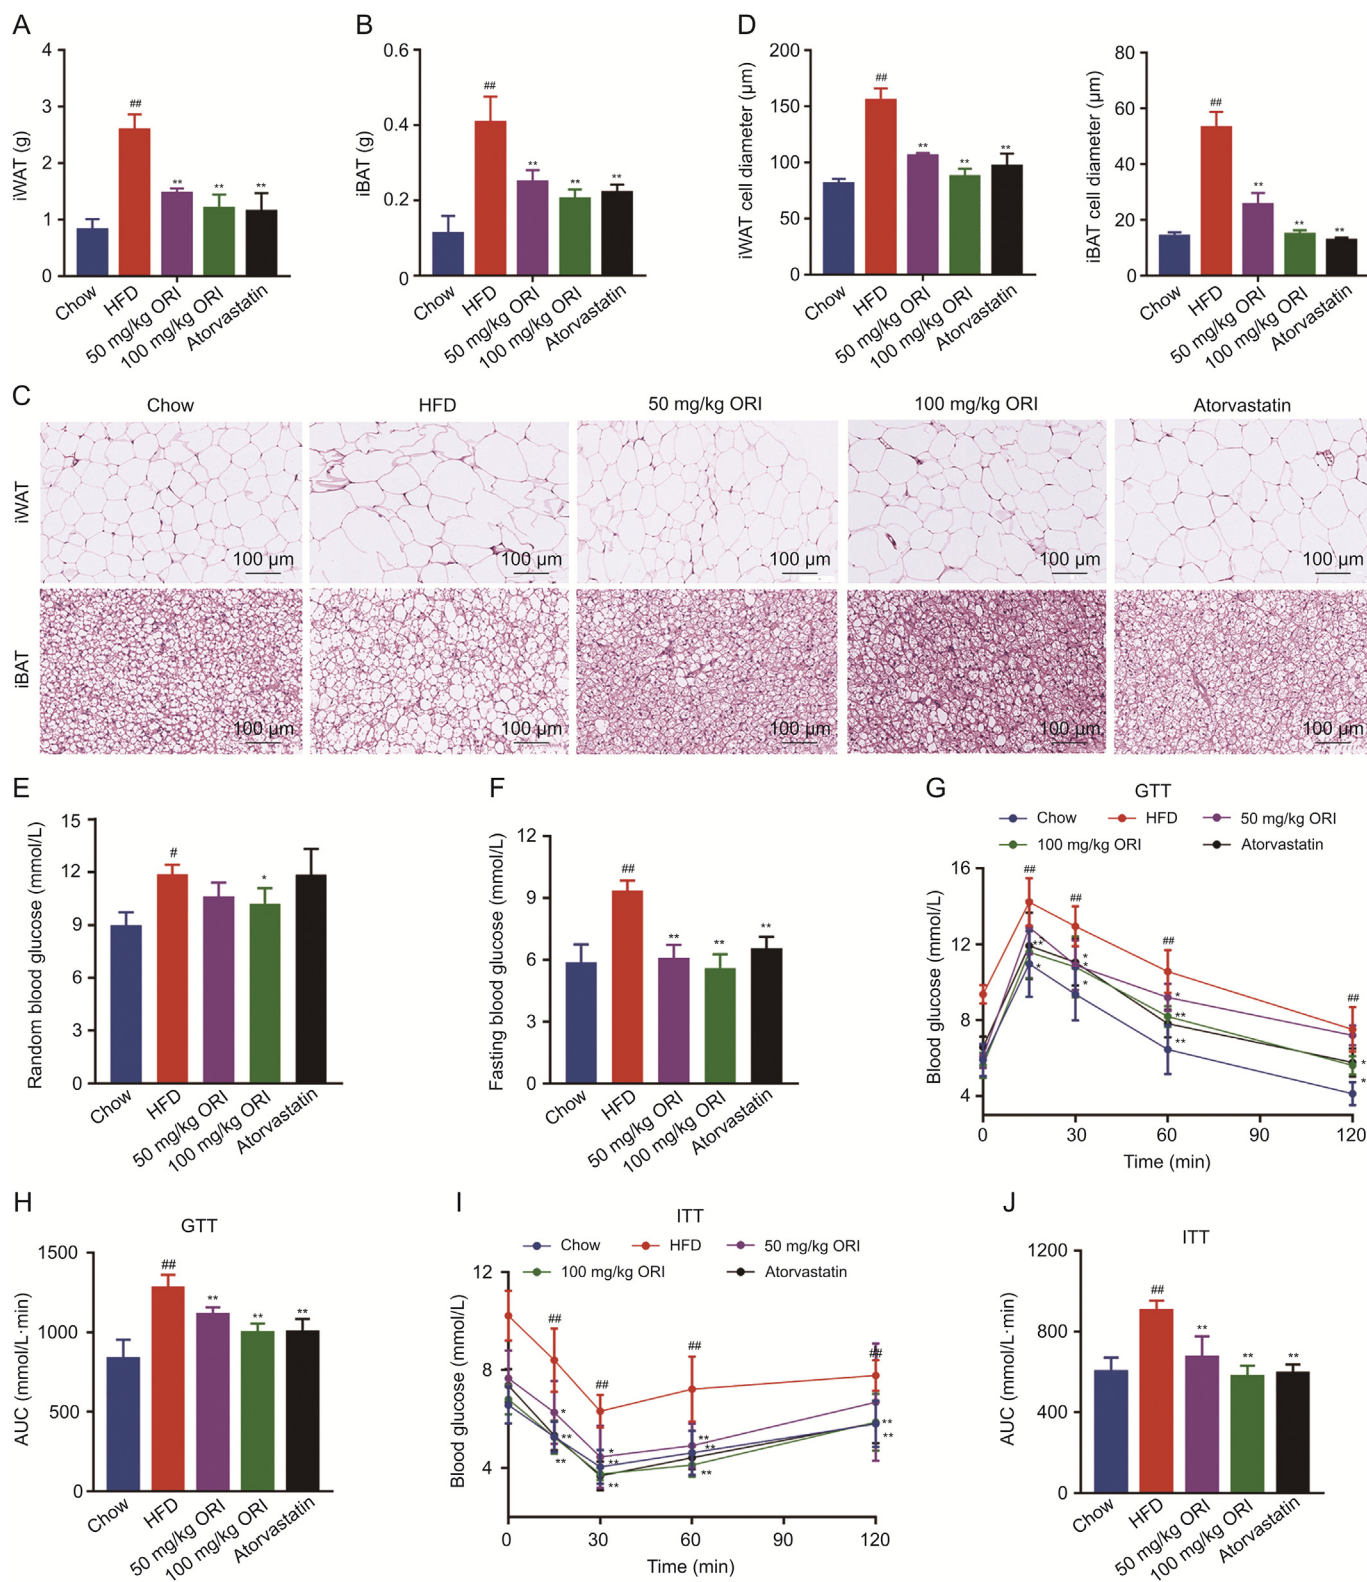 A
iWAT (g)
4
3
2
1
0
##
**
**
**
Chow
HFD
50 mg/kg ORI
100 mg/kg ORI
Atorvastatin
B
iBAT (g)
0.6
0.4
0.2
0
##
**
**
**
Chow
HFD
50 mg/kg ORI
100 mg/kg ORI
Atorvastatin
D
iWAT cell diameter (μm)
200
150
100
50
0
##
**
**
**
Chow
HFD
50 mg/kg ORI
100 mg/kg ORI
Atorvastatin
iBAT cell diameter (μm)
80
60
40
20
0
##
**
**
**
Chow
HFD
50 mg/kg ORI
100 mg/kg ORI
Atorvastatin
C
Chow HFD 50 mg/kg ORI 100 mg/kg ORI Atorvastatin
iWAT
100 μm 100 μm 100 μm 100 μm 100 μm
iBAT
100 μm 100 μm 100 μm 100 μm 100 μm
E
Random blood glucose (mmol/L)
15
12
9
6
3
0
#
*
Chow
HFD
50 mg/kg ORI
100 mg/kg ORI
Atorvastatin
F
Fasting blood glucose (mmol/L)
12
9
6
3
0
##
**
**
**
Chow
HFD
50 mg/kg ORI
100 mg/kg ORI
Atorvastatin
G
GTT
Chow HFD 50 mg/kg ORI
100 mg/kg ORI Atorvastatin
Blood glucose (mmol/L)
16
12
8
4
##
##
##
##
**
*
*
*
*
*
**
**
*
*
0 30 60 90 120
Time (min)
H
GTT
AUC (mmol/L·min)
1500
1000
500
0
##
**
**
**
Chow
HFD
50 mg/kg ORI
100 mg/kg ORI
Atorvastatin
I
ITT
Chow HFD 50 mg/kg ORI
100 mg/kg ORI Atorvastatin
Blood glucose (mmol/L)
12
8
4
##
##
##
##
*
**
**
*
**
**
**
**
**
**
**
0 30 60 90 120
Time (min)
J
ITT
AUC (mmol/L·min)
1200
800
400
0
##
**
**
**
Chow
HFD
50 mg/kg ORI
100 mg/kg ORI
Atorvastatin